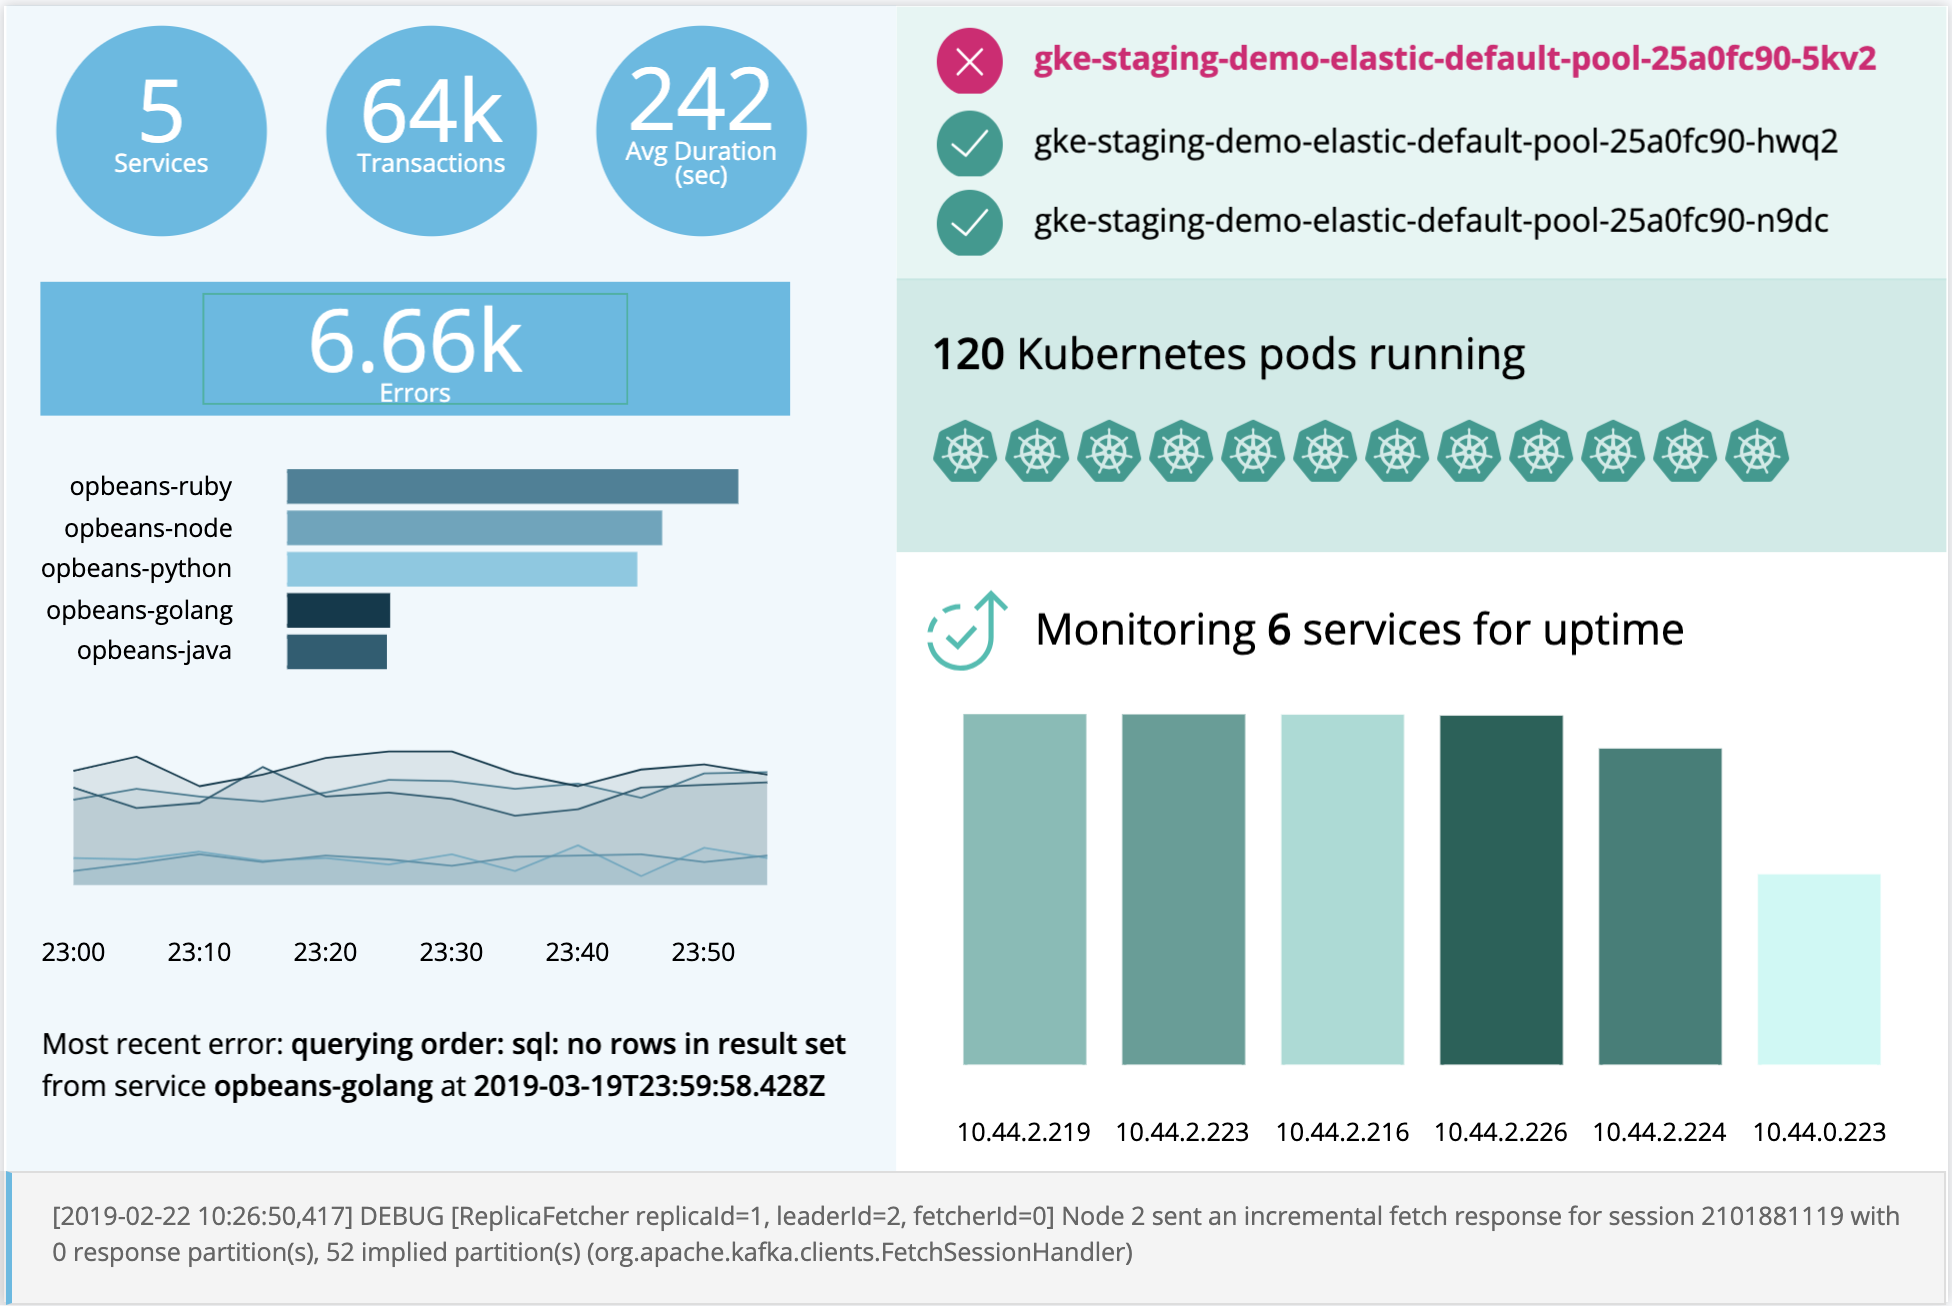 5
Services
64k
Transactions
242
Avg Duration
(sec)
6.66k
Errors
opbeans-ruby
opbeans-node
opbeans-python
opbeans-golang
opbeans-java
23:00 23:10 23:20 23:30 23:40 23:50
Most recent error: querying order: sql: no rows in result set
from service opbeans-golang at 2019-03-19T23:59:58.428Z
gke-staging-demo-elastic-default-pool-25a0fc90-5kv2
gke-staging-demo-elastic-default-pool-25a0fc90-hwq2
gke-staging-demo-elastic-default-pool-25a0fc90-n9dc
120 Kubernetes pods running
Monitoring 6 services for uptime
10.44.2.219 10.44.2.223 10.44.2.216 10.44.2.226 10.44.2.224 10.44.0.223
[2019-02-22 10:26:50,417] DEBUG [ReplicaFetcher replicaId=1, leaderId=2, fetcherId=0] Node 2 sent an incremental fetch response for session 2101881119 with
0 response partition(s), 52 implied partition(s) (org.apache.kafka.clients.FetchSessionHandler)